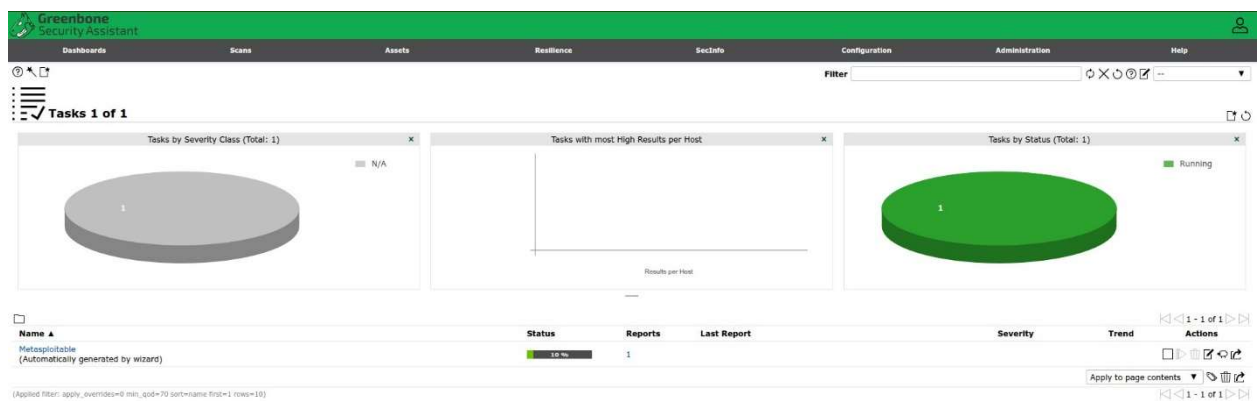 Greenbone
Security Assistant
Dashboards Scans Assets Resilience SecInfo Configuration Administration Help
Filter --
Tasks 1 of 1
Tasks by Severity Class (Total: 1) Tasks with most High Results per Host Tasks by Status (Total: 1)
N/A Running
1 1
Results per Host
1 - 1 of 1
Name ▲ Status Reports Last Report Severity Trend Actions
Metasploitable
(Automatically generated by wizard) 10 % 1
Apply to page contents ▼
(Applied filter: apply_overrides=0 min_qod=70 sort=name first=1 rows=10) 1 - 1 of 1